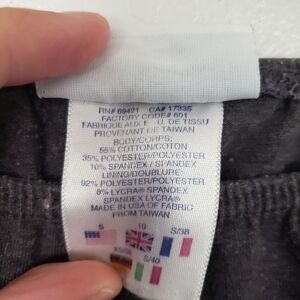 RN# 69421 CA# 17335
FACTORY CODE# 601
FABRIQUE AUX E. U. DE TISSU
PROVENANT DE TAIWAN
BODY/CORPS:
55% COTTON/COTON
35% POLYESTER/POLYESTER
10% SPANDEX/SPANDEX
LINING/DOUBLURE:
92% POLYESTER/POLYESTER
8% LYCRA® SPANDEX
SPANDEX LYCRA®
MADE IN USA OF FABRIC
FROM TAIWAN
S 10 S/38
S/40